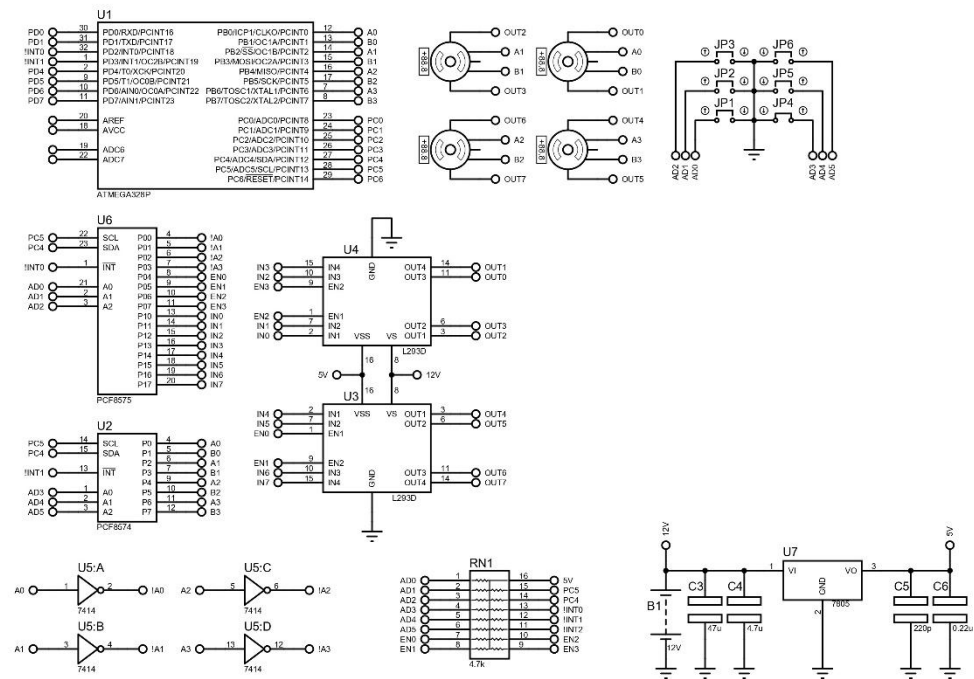 U1
PD0 30 PD0/RXD/PCINT16 PB0/ICP1/CLKO/PCINT0 12 A0
PD1 31 PD1/TXD/PCINT17 PB1/OC1A/PCINT1 13 B0
!INT0 32 PD2/INT0/PCINT18 PB2/SS/OC1B/PCINT2 14 A1
!INT1 1 PD3/INT1/OC2B/PCINT19 PB3/MOSI/OC2A/PCINT3 15 B1
PD4 2 PD4/T0/XCK/PCINT20 PB4/MISO/PCINT4 16 A2
PD5 9 PD5/T1/OC0B/PCINT21 PB5/SCK/PCINT5 17 B2
PD6 10 PD6/AIN0/OC0A/PCINT22 PB6/TOSC1/XTAL1/PCINT6 7 A3
PD7 11 PD7/AIN1/PCINT23 PB7/TOSC2/XTAL2/PCINT7 8 B3
20 AREF PC0/ADC0/PCINT8 23 PC0
18 AVCC PC1/ADC1/PCINT9 24 PC1
PC2/ADC2/PCINT10 25 PC2
19 ADC6 PC3/ADC3/PCINT11 26 PC3
22 ADC7 PC4/ADC4/SDA/PCINT12 27 PC4
PC5/ADC5/SCL/PCINT13 28 PC5
PC6/RESET/PCINT14 29 PC6
ATMEGA328P
OUT2
A1
+88.8
B1
OUT3
OUT0
A0
+88.8
B0
OUT1
OUT6
A2
+88.8
B2
OUT7
OUT4
A3
+88.8
B3
OUT5
JP3 JP6
JP2 JP5
JP1 JP4
AD2 AD1 AD0 AD3 AD4 AD5
U6
PC5 22 SCL P00 4 !A0
PC4 23 SDA P01 5 !A1
P02 6 !A2
!INT0 1 INT P03 7 !A3
P04 8 EN0
AD0 21 A0 P05 9 EN1
AD1 2 A1 P06 10 EN2
AD2 3 A2 P07 11 EN3
P10 13 IN0
P11 14 IN1
P12 15 IN2
P13 16 IN3
P14 17 IN4
P15 18 IN5
P16 19 IN6
P17 20 IN7
PCF8575
U4
GND
IN3 15 IN4 OUT4 14 OUT1
IN2 10 IN3 OUT3 11 OUT0
EN3 9 EN2
EN2 1 EN1
IN1 7 IN2 OUT2 6 OUT3
IN0 2 IN1 OUT1 3 OUT2
VSS VS
L293D
16 8
5V 12V
16 8
U3
VSS VS
IN4 2 IN1 OUT1 3 OUT4
IN5 7 IN2 OUT2 6 OUT5
EN0 1 EN1
EN1 9 EN2
IN6 10 IN3 OUT3 11 OUT6
IN7 15 IN4 OUT4 14 OUT7
GND
L293D
U2
PC5 14 SCL P0 4 A0
PC4 15 SDA P1 5 B0
P2 6 A1
!INT1 13 INT P3 7 B1
P4 9 A2
AD3 1 A0 P5 10 B2
AD4 2 A1 P6 11 A3
AD5 3 A2 P7 12 B3
PCF8574
U5:A
A0 1 2 !A0
7414
U5:C
A2 5 6 !A2
7414
U5:B
A1 3 4 !A1
7414
U5:D
A3 13 12 !A3
7414
RN1
AD0 1 16 5V
AD1 2 15 PC5
AD2 3 14 PC4
AD3 4 13 !INT0
AD4 5 12 !INT1
AD5 6 11 !INT2
EN0 7 10 EN2
EN1 8 9 EN3
4.7k
12V
5V
U7
1 VI VO 3
GND
7805
2
B1
12V
C3
47u
C4
4.7u
C5
220p
C6
0.22u